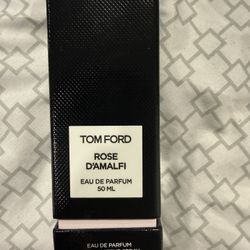 TOM FORD
ROSE
D'AMALFI
EAU DE PARFUM
50 ML
EAU DE PARFUM